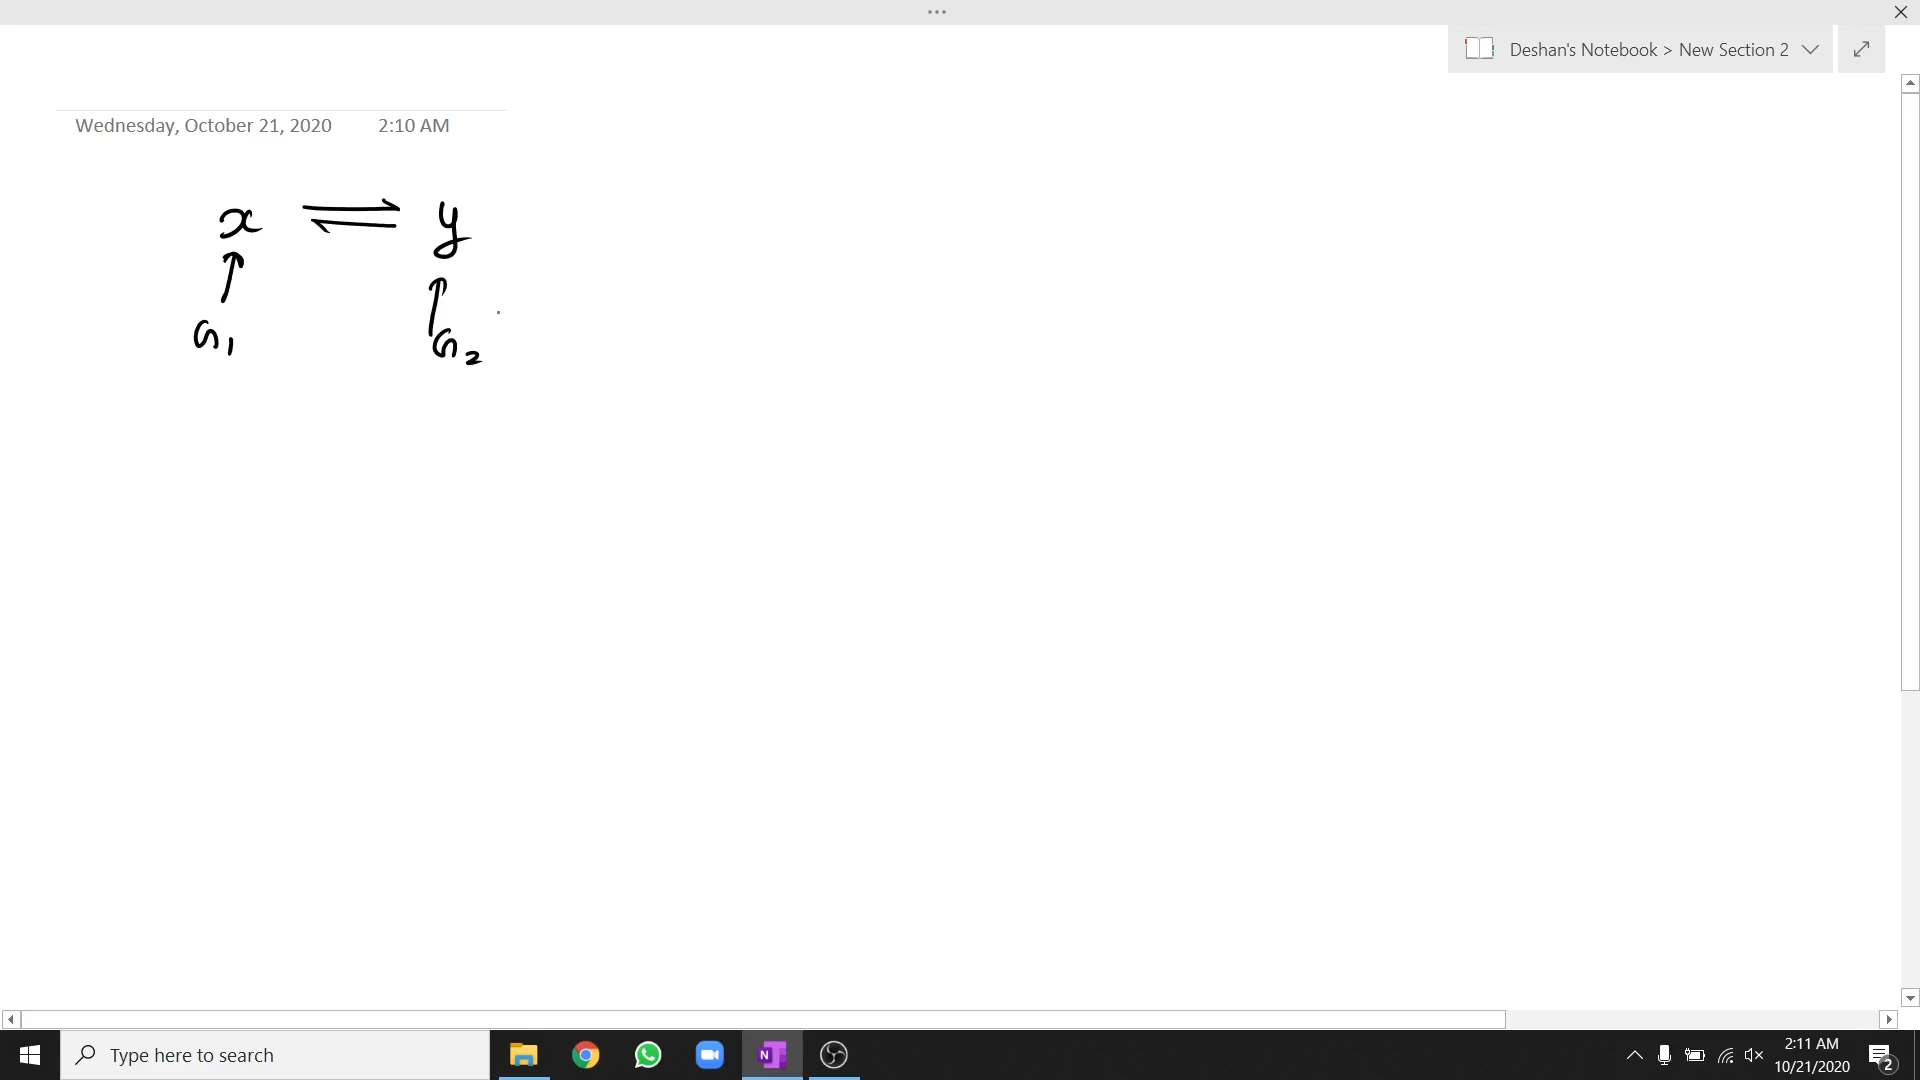 Deshan's Notebook > New Section 2
Wednesday, October 21, 2020 2:10 AM
x ⇌ y
G₁ G₂
Type here to search
2:11 AM
10/21/2020
2